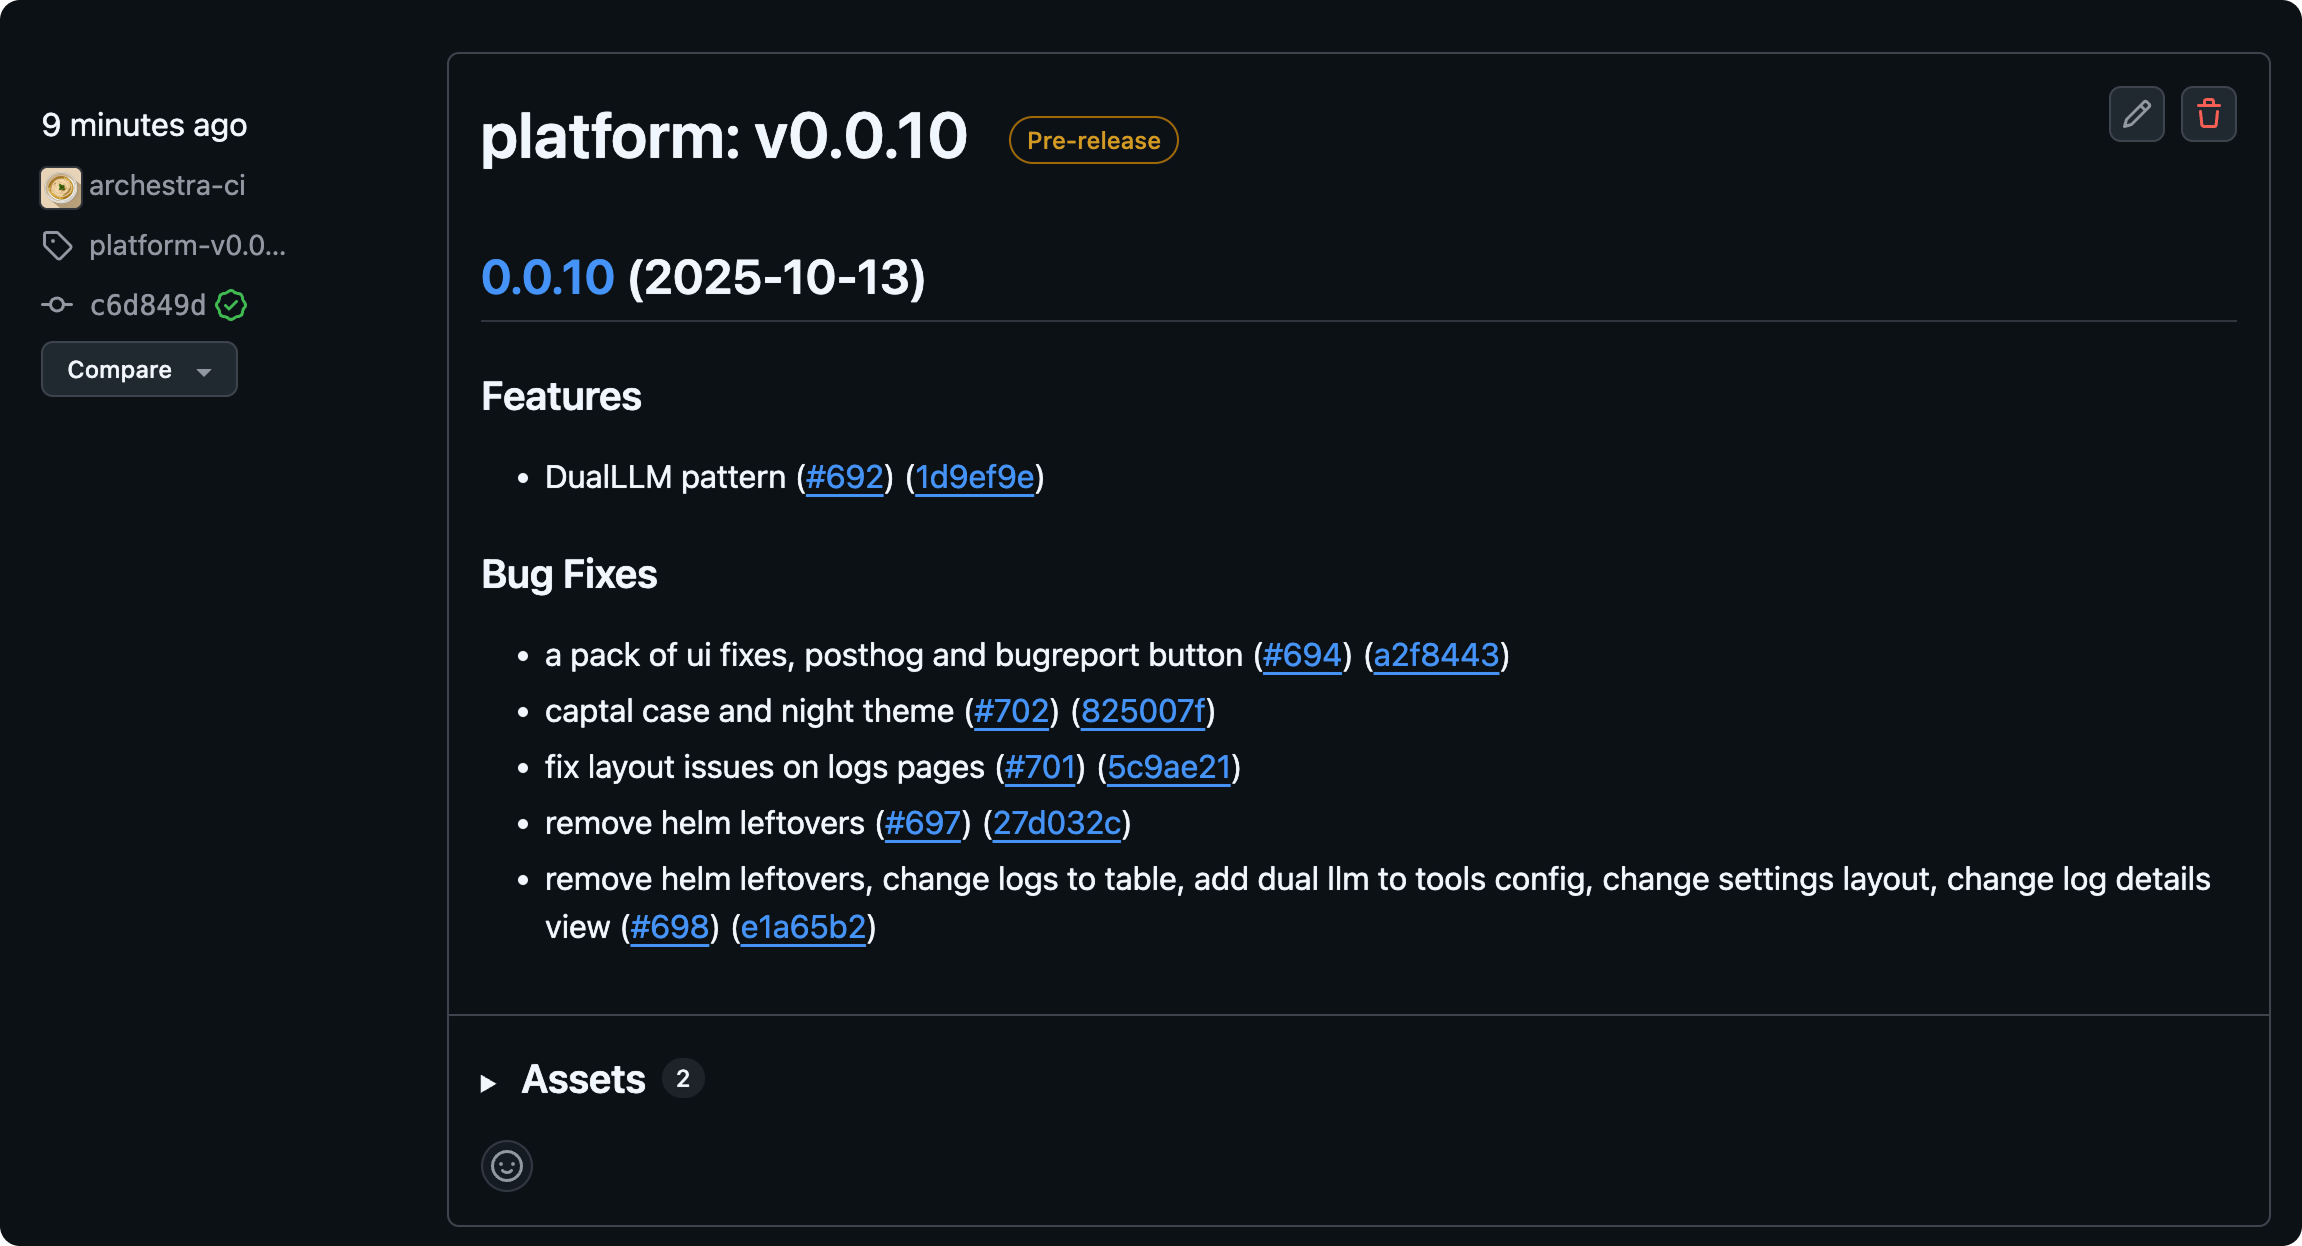 9 minutes ago
archestra-ci
platform-v0.0...
c6d849d
Compare
platform: v0.0.10
Pre-release
0.0.10 (2025-10-13)
Features
• DualLLM pattern (#692) (1d9ef9e)
Bug Fixes
• a pack of ui fixes, posthog and bugreport button (#694) (a2f8443)
• captal case and night theme (#702) (825007f)
• fix layout issues on logs pages (#701) (5c9ae21)
• remove helm leftovers (#697) (27d032c)
• remove helm leftovers, change logs to table, add dual llm to tools config, change settings layout, change log details
view (#698) (e1a65b2)
Assets 2